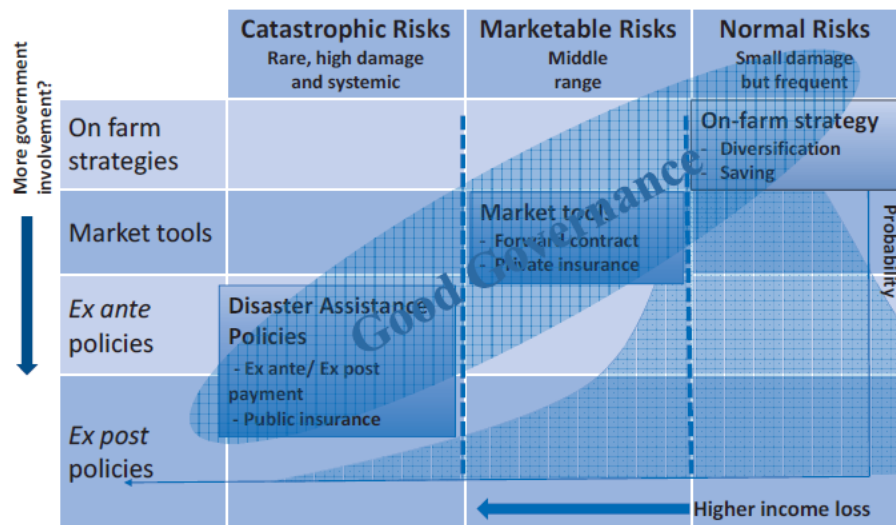 Catastrophic Risks
Rare, high damage
and systemic
Marketable Risks
Middle
range
Normal Risks
Small damage
but frequent
More government
involvement?
On farm
strategies
On-farm strategy
- Diversification
- Saving
Market tools
Market tools
- Forward contract
- Private insurance
Good Governance
Probability
Ex ante
policies
Disaster Assistance
Policies
- Ex ante/ Ex post
payment
- Public insurance
Ex post
policies
Higher income loss